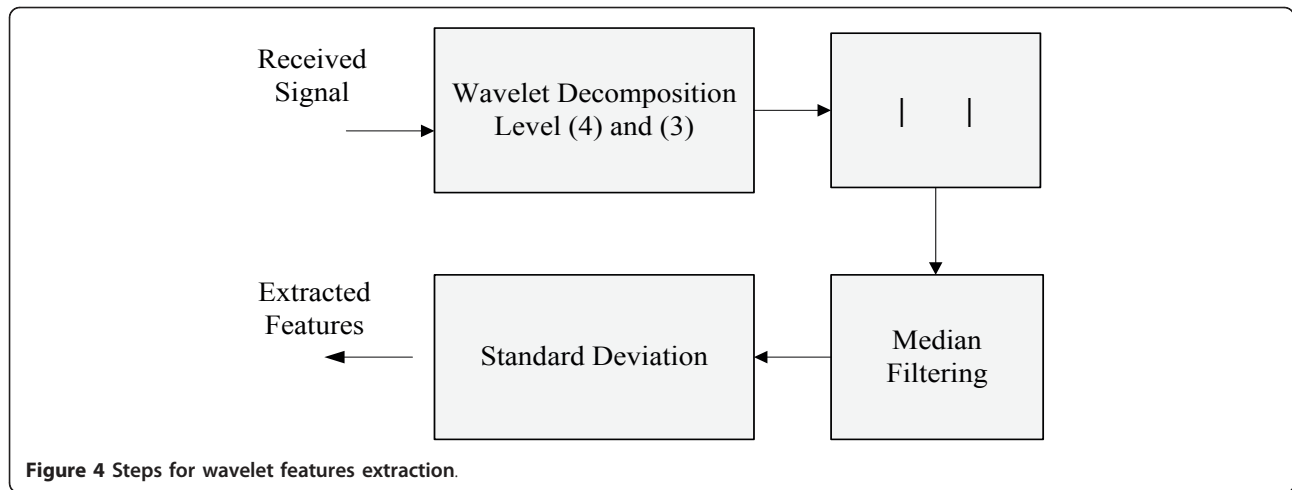 Received
Signal
Wavelet Decomposition
Level (4) and (3)
| |
Extracted
Features
Standard Deviation
Median
Filtering
Figure 4 Steps for wavelet features extraction.